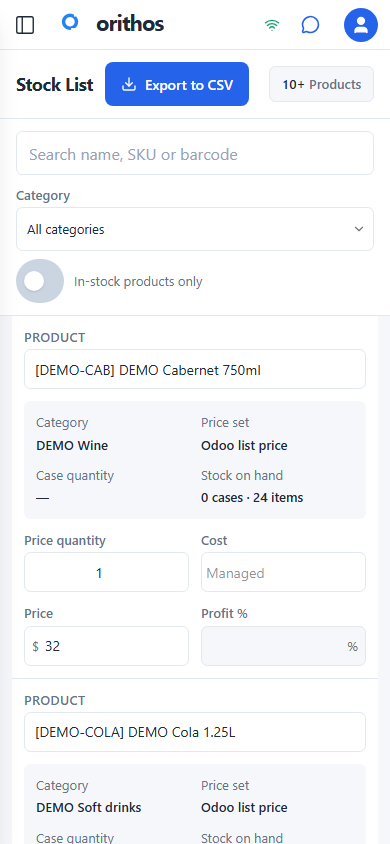 orithos
Stock List
Export to CSV
10+ Products
Search name, SKU or barcode
Category
All categories
In-stock products only
PRODUCT
[DEMO-CAB] DEMO Cabernet 750ml
Category Price set
DEMO Wine Odoo list price
Case quantity Stock on hand
— 0 cases · 24 items
Price quantity Cost
1 Managed
Price Profit %
$ 32 %
PRODUCT
[DEMO-COLA] DEMO Cola 1.25L
Category Price set
DEMO Soft drinks Odoo list price
Case quantity Stock on hand